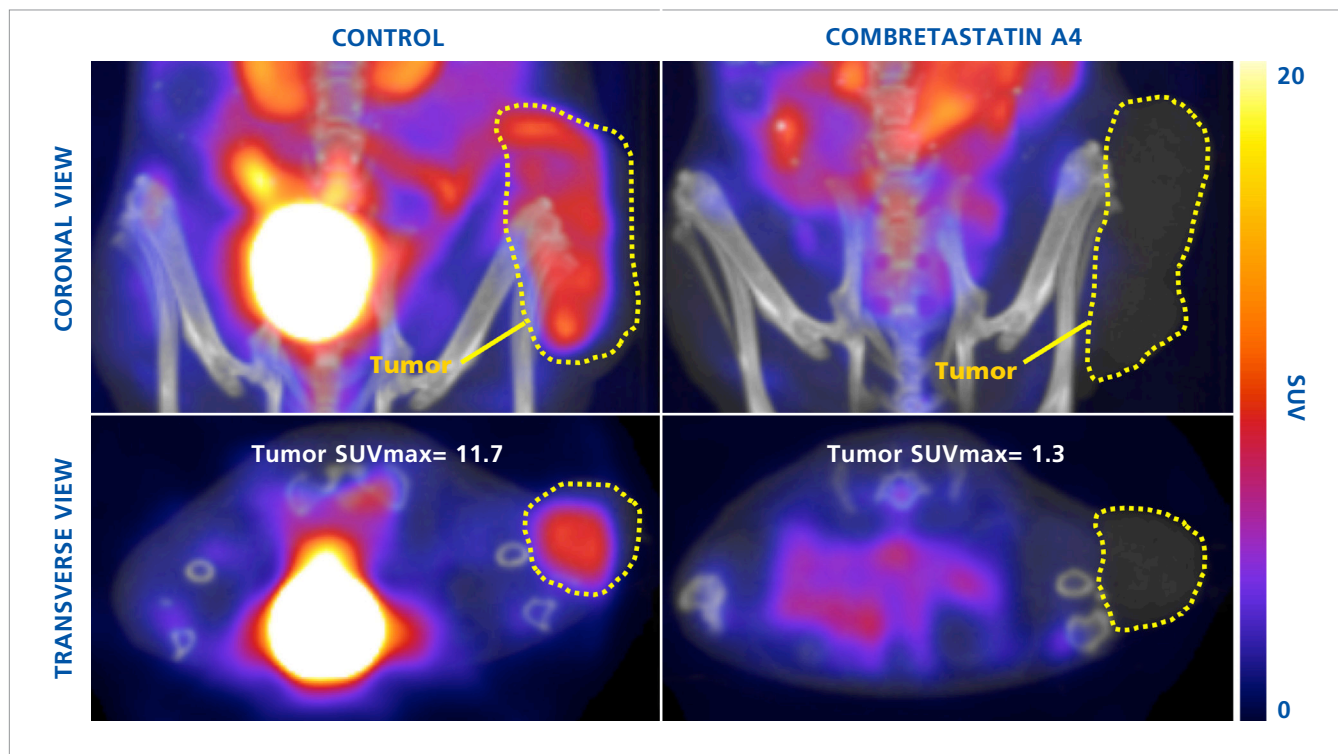 CONTROL
COMBRETASTATIN A4
CORONAL VIEW
Tumor
Tumor
20
SUV
TRANSVERSE VIEW
Tumor SUVmax= 11.7
Tumor SUVmax= 1.3
0